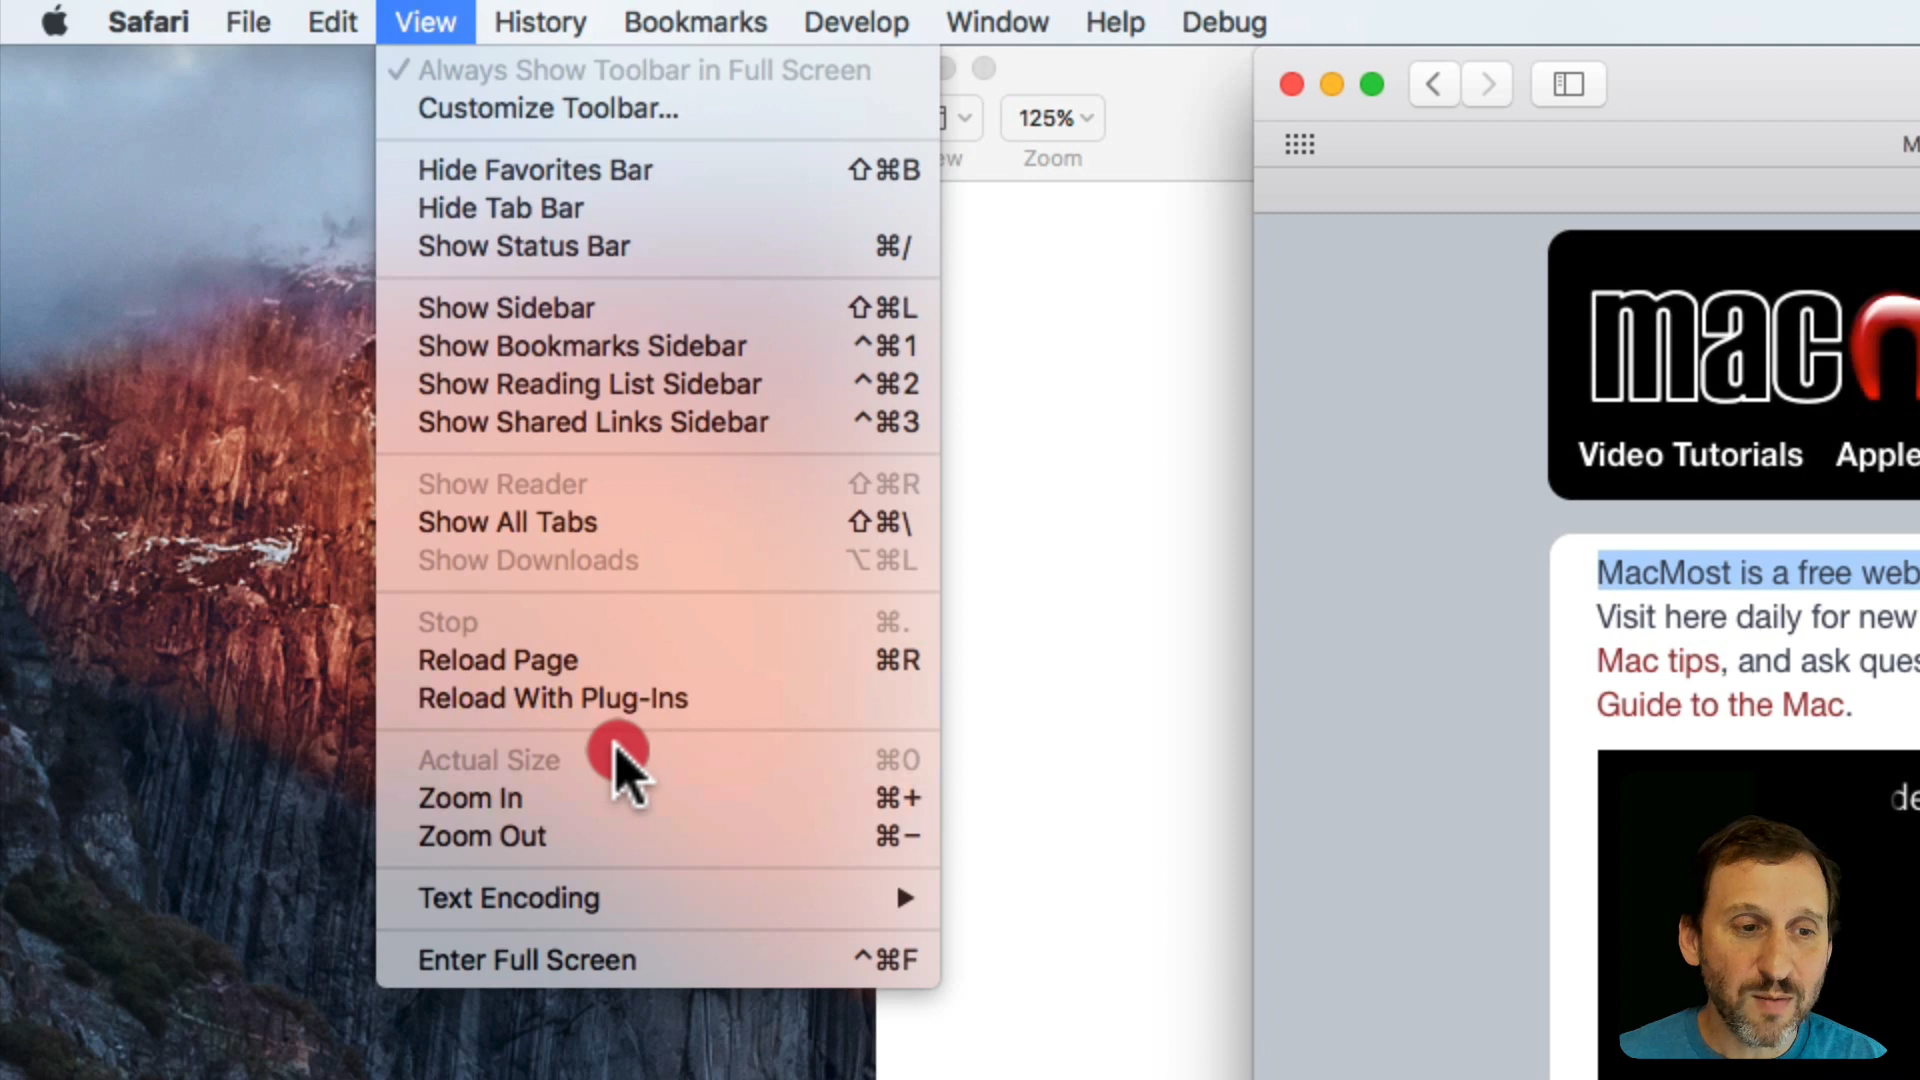 Safari File Edit View History Bookmarks Develop Window Help Debug
✓ Always Show Toolbar in Full Screen
Customize Toolbar...
Hide Favorites Bar ⇧⌘B
Hide Tab Bar
Show Status Bar ⌘/
Show Sidebar ⇧⌘L
Show Bookmarks Sidebar ^⌘1
Show Reading List Sidebar ^⌘2
Show Shared Links Sidebar ^⌘3
Show Reader ⇧⌘R
Show All Tabs ⇧⌘\
Show Downloads ⌥⌘L
Stop ⌘.
Reload Page ⌘R
Reload With Plug-Ins
Actual Size ⌘0
Zoom In ⌘+
Zoom Out ⌘−
Text Encoding ▶
Enter Full Screen ^⌘F
125%
ew Zoom
M
mac
Video Tutorials Apple
MacMost is a free web
Visit here daily for new
Mac tips, and ask ques
Guide to the Mac.
de